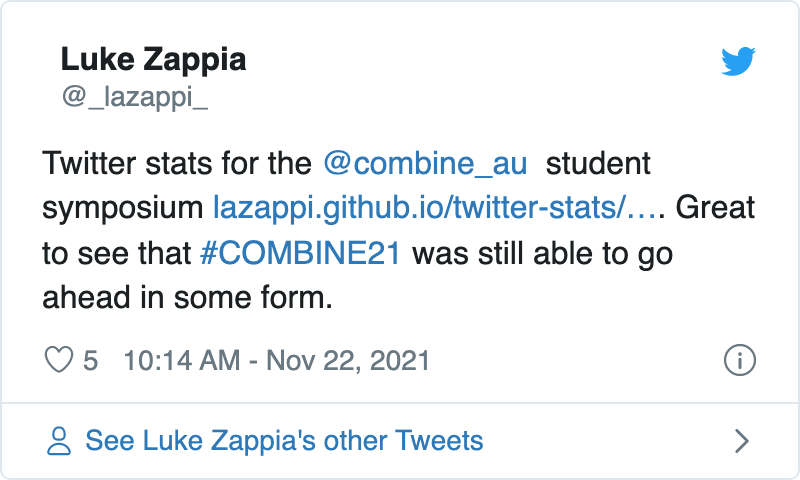 Luke Zappia
@_lazappi_
Twitter stats for the @combine_au student
symposium lazappi.github.io/twitter-stats/…. Great
to see that #COMBINE21 was still able to go
ahead in some form.
5 10:14 AM - Nov 22, 2021
See Luke Zappia's other Tweets